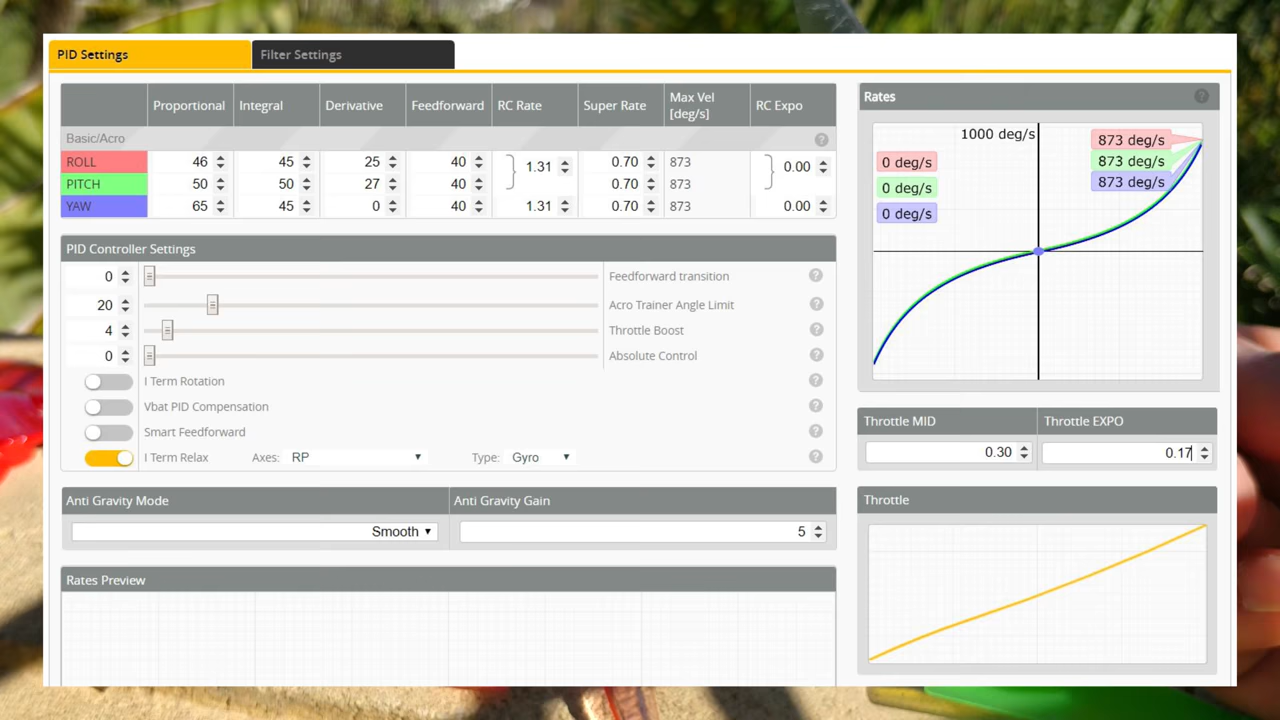 PID Settings
Filter Settings
Proportional Integral Derivative Feedforward RC Rate Super Rate Max Vel [deg/s] RC Expo
Basic/Acro
ROLL 46 45 25 40 1.31 0.70 873 0.00
PITCH 50 50 27 40 0.70 873
YAW 65 45 0 40 1.31 0.70 873 0.00
PID Controller Settings
0 Feedforward transition
20 Acro Trainer Angle Limit
4 Throttle Boost
0 Absolute Control
I Term Rotation
Vbat PID Compensation
Smart Feedforward
I Term Relax Axes: RP Type: Gyro
Anti Gravity Mode Anti Gravity Gain
Smooth 5
Rates Preview
Rates
1000 deg/s
873 deg/s
873 deg/s
873 deg/s
0 deg/s
0 deg/s
0 deg/s
Throttle MID Throttle EXPO
0.30 0.17
Throttle